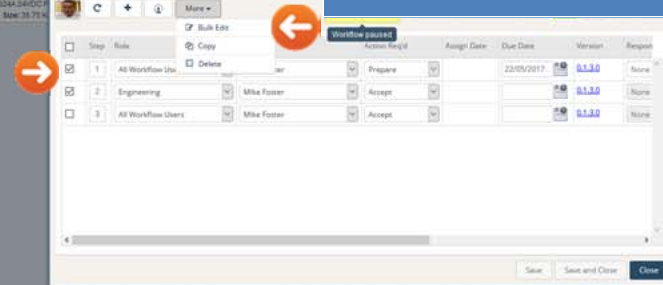 More
Bulk Edit
Copy
Delete
Workflow paused
Step Role Action Req'd Assign Date Due Date Version Respon
1 All Workflow Us Prepare 22/05/2017 0.1.3.0 None
2 Engineering Mike Foster Accept 0.1.3.0 None
3 All Workflow Users Mike Foster Accept 0.1.3.0 None
Save Save and Close Close